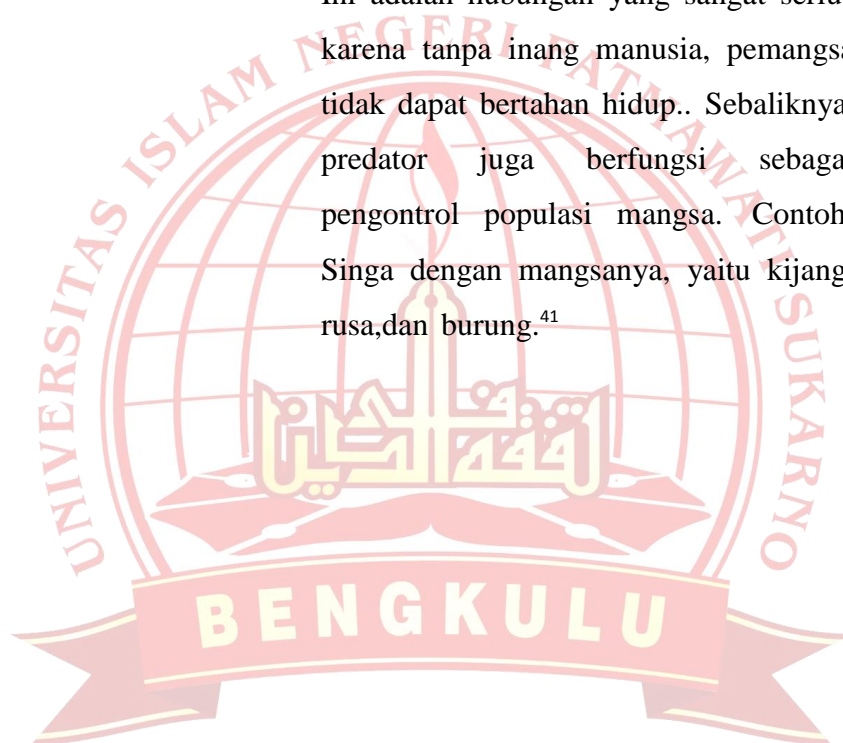 Ini adalah hubungan yang sangat
karena tanpa inang manusia, pemangsa
tidak dapat bertahan hidup.. Sebaliknya
predator juga berfungsi sebaga
pengontrol populasi mangsa. Contoh
Singa dengan mangsanya, yaitu kijang
rusa,dan burung.41
UNIVERSITAS ISLAM NEGERI FATMAWATI SUKARNO
BENGKULU